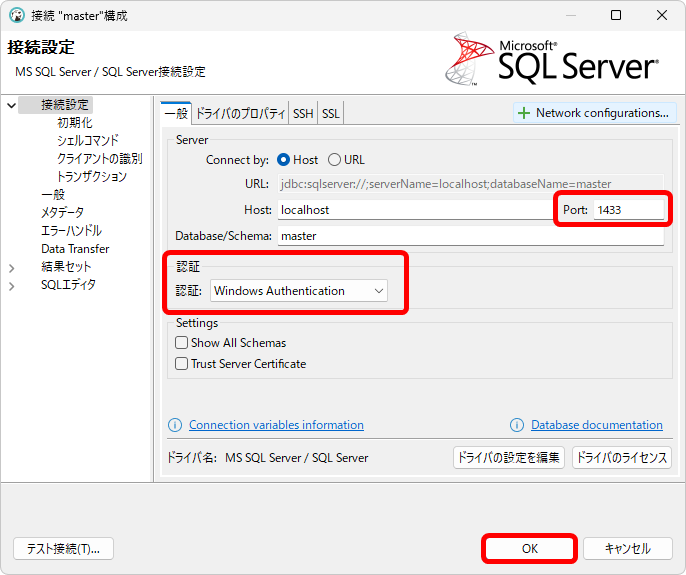 接続 "master"構成
接続設定
MS SQL Server / SQL Server接続設定
Microsoft®
SQL Server®
接続設定
初期化
シェルコマンド
クライアントの識別
トランザクション
一般
メタデータ
エラーハンドル
Data Transfer
結果セット
SQLエディタ
一般 ドライバのプロパティ SSH SSL
Network configurations...
Server
Connect by: Host URL
URL: jdbc:sqlserver://;serverName=localhost;databaseName=master
Host: localhost Port: 1433
Database/Schema: master
認証
認証: Windows Authentication
Settings
Show All Schemas
Trust Server Certificate
Connection variables information Database documentation
ドライバ名: MS SQL Server / SQL Server ドライバの設定を編集 ドライバのライセンス
テスト接続(T)... OK キャンセル